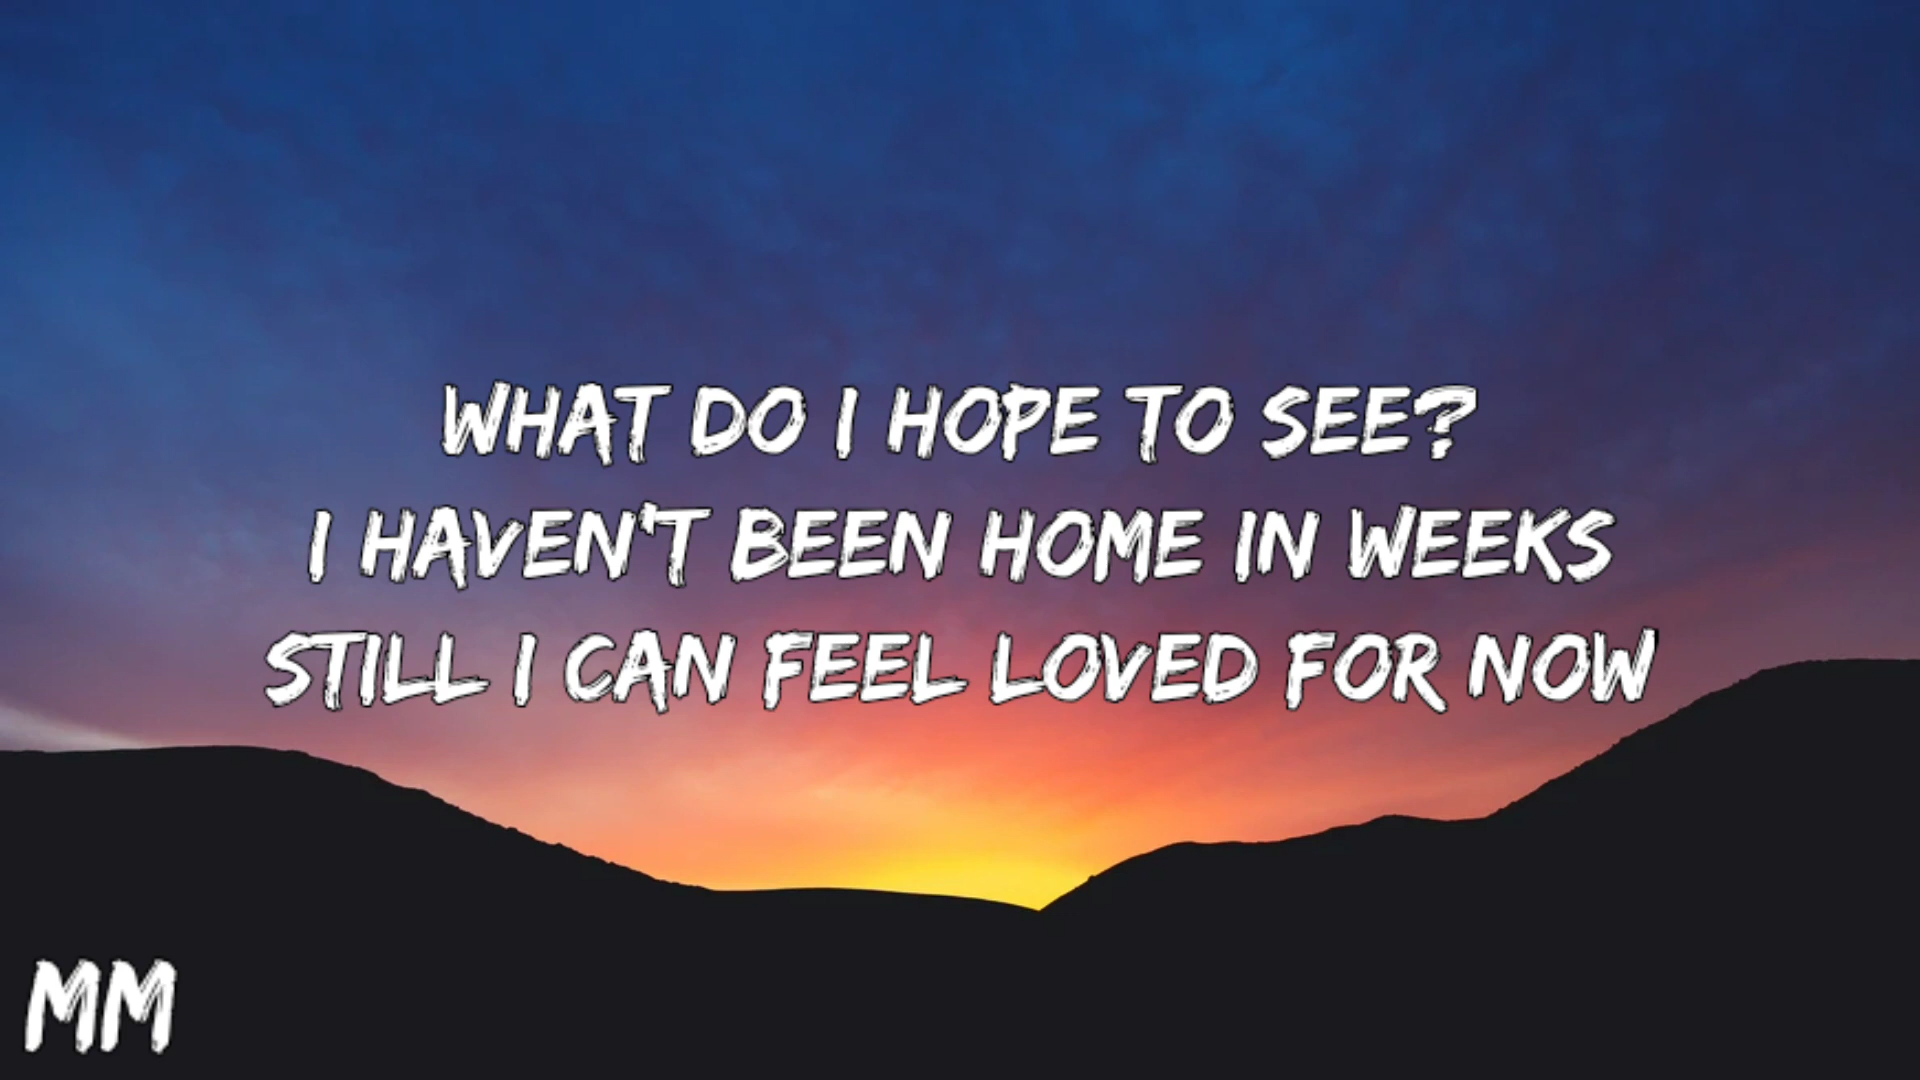 WHAT DO I HOPE TO SEE?
I HAVEN'T BEEN HOME IN WEEKS
STILL I CAN FEEL LOVED FOR NOW
MM